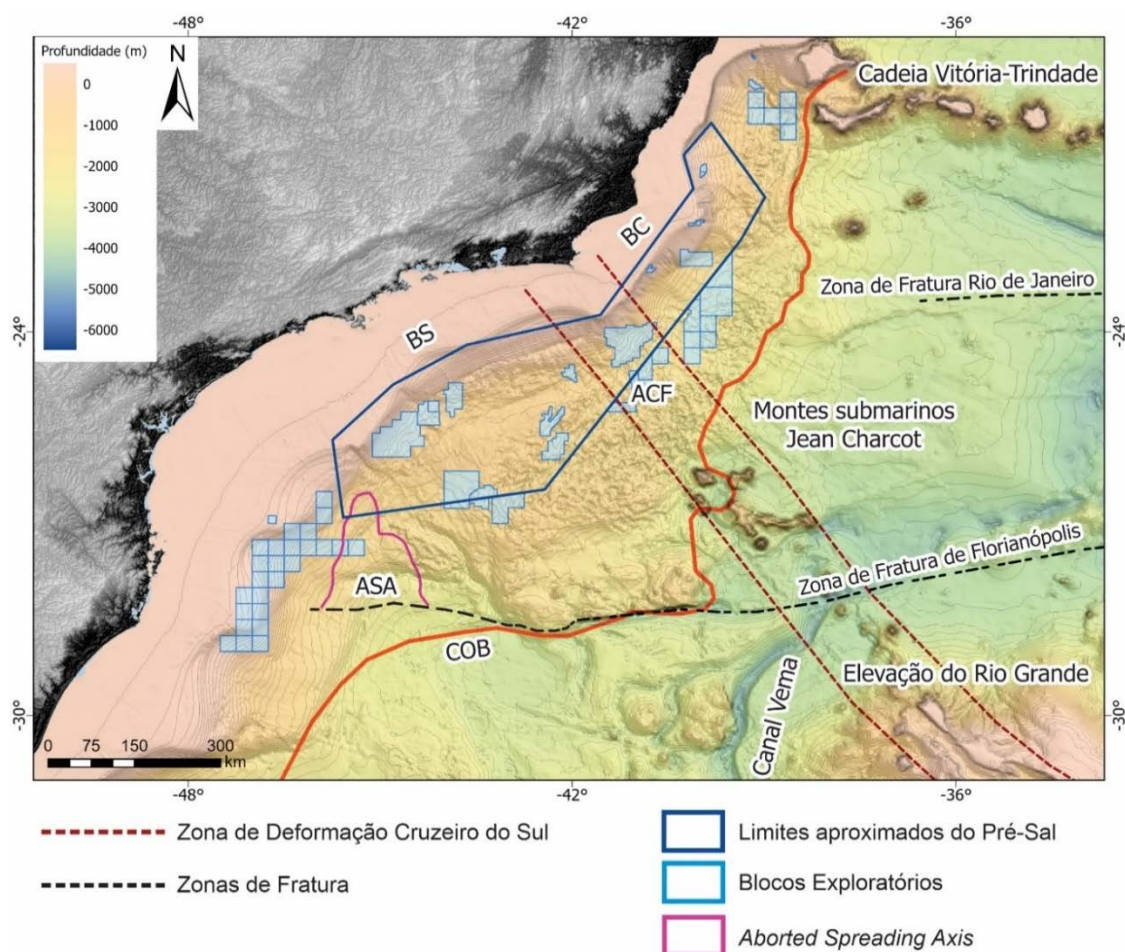 -48°
-42°
-36°
Profundidade (m)
N
0
-1000
-2000
-3000
-4000
-5000
-6000
Cadeia Vitória-Trindade
BC
Zona de Fratura Rio de Janeiro
-24°
-24°
BS
ACF
Montes submarinos
Jean Charcot
Zona de Fratura de Florianópolis
ASA
COB
Elevação do Rio Grande
Canal Vema
-30°
-30°
0 75 150 300
km
-48°
-42°
-36°
Zona de Deformação Cruzeiro do Sul
Limites aproximados do Pré-Sal
Zonas de Fratura
Blocos Exploratórios
Aborted Spreading Axis